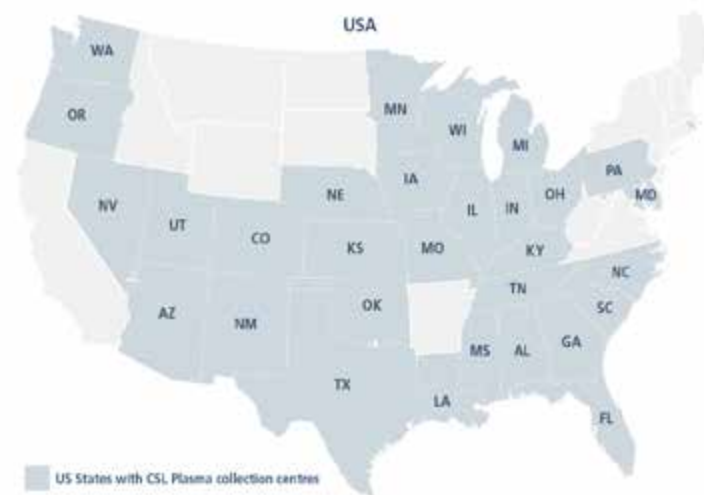 USA
WA
OR
MN
WI
MI
PA
MD
IA
NE
NV
UT
CO
KS
MO
IL
IN
OH
KY
AZ
NM
OK
TN
NC
SC
MS
AL
GA
TX
LA
FL
US States with CSL Plasma collection centres